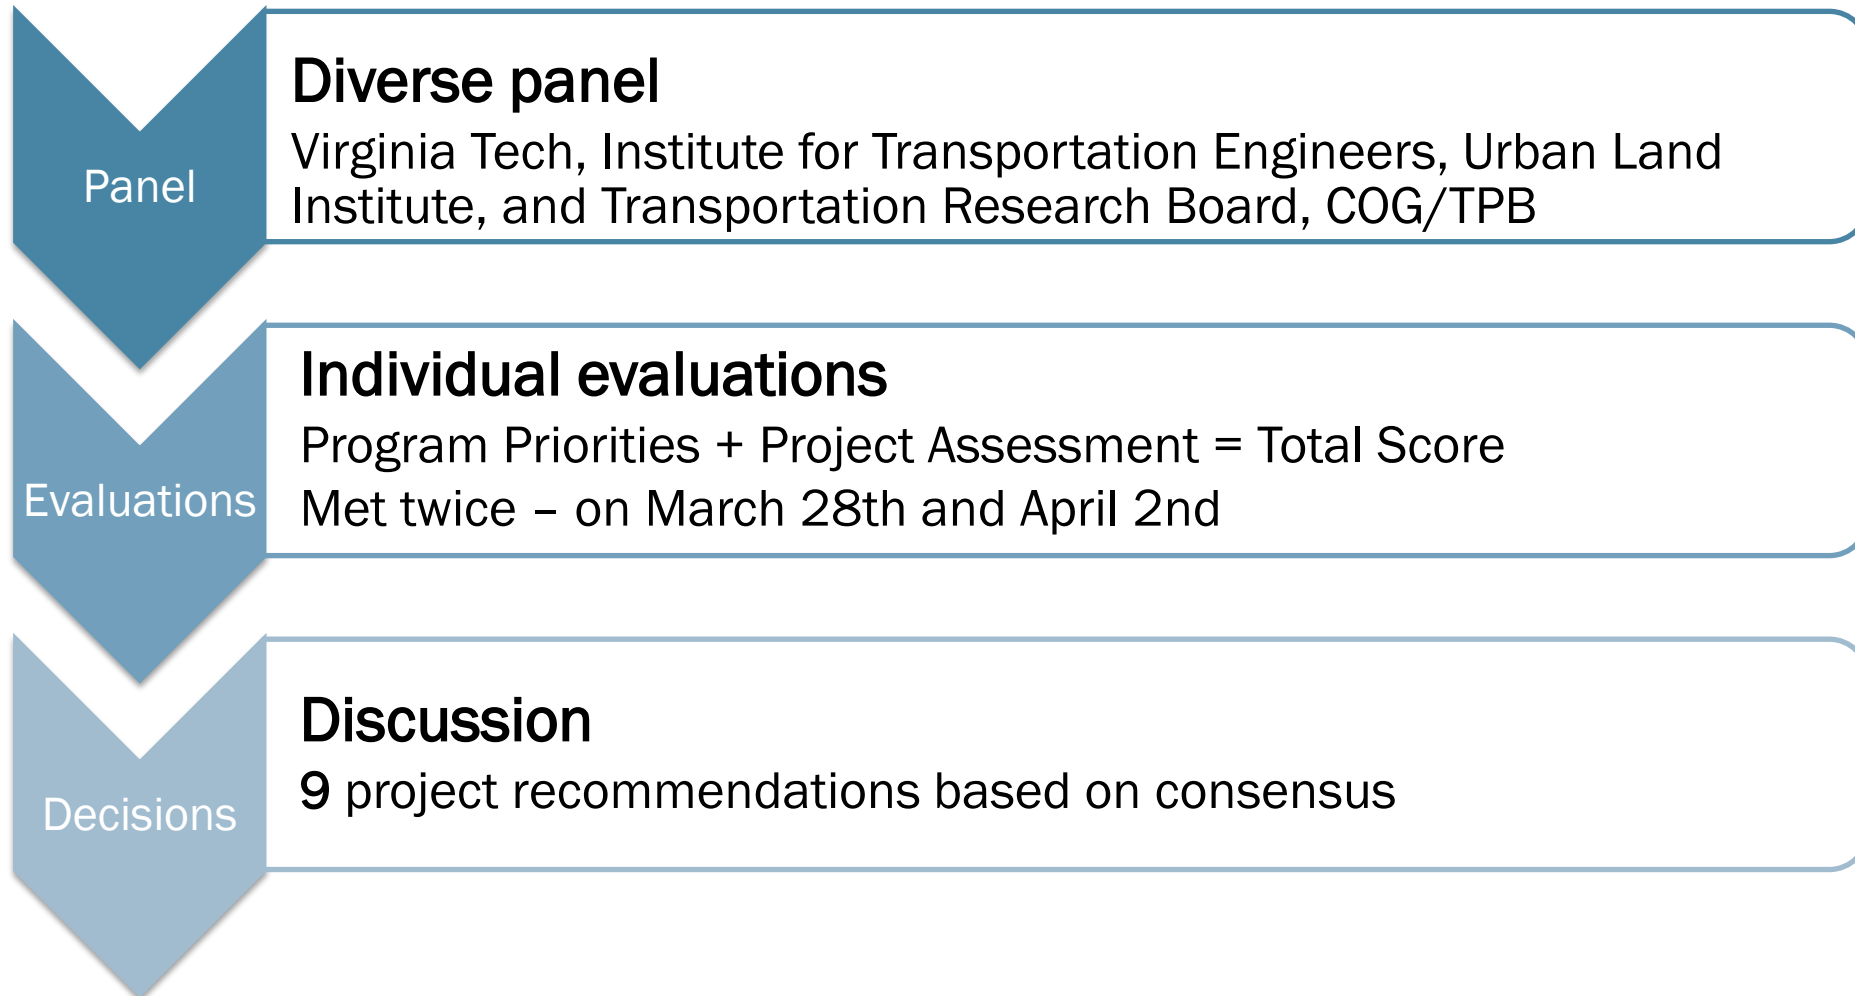 Panel
Diverse panel
Virginia Tech, Institute for Transportation Engineers, Urban Land
Institute, and Transportation Research Board, COG/TPB
Evaluations
Individual evaluations
Program Priorities + Project Assessment = Total Score
Met twice – on March 28th and April 2nd
Decisions
Discussion
9 project recommendations based on consensus